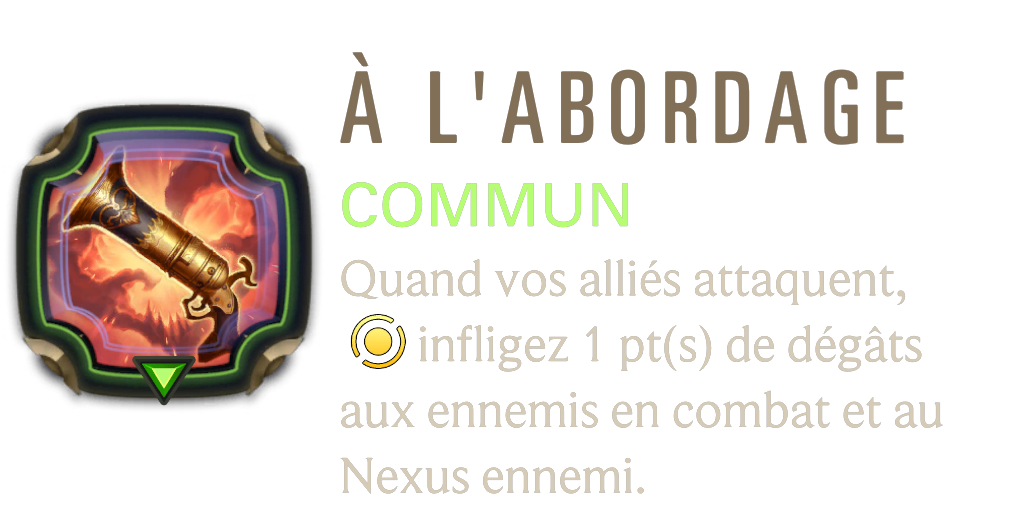 À L'ABORDAGE
COMMUN
Quand vos alliés attaquent,
infligez 1 pt(s) de dégâts
aux ennemis en combat et au
Nexus ennemi.